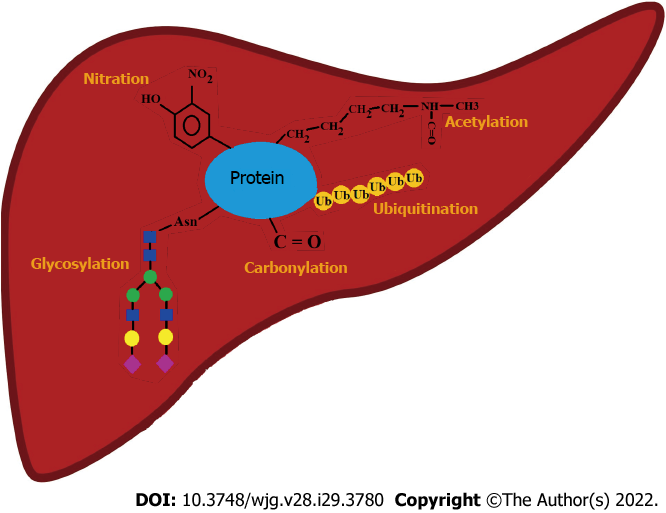 Nitration
NO2
HO
CH2
CH2
CH2
CH2
NH
CH3
C
O
Acetylation
Protein
Ub Ub Ub Ub Ub Ub
Ubiquitination
Asn
C = O
Glycosylation
Carbonylation
DOI: 10.3748/wjg.v28.i29.3780 Copyright ©The Author(s) 2022.